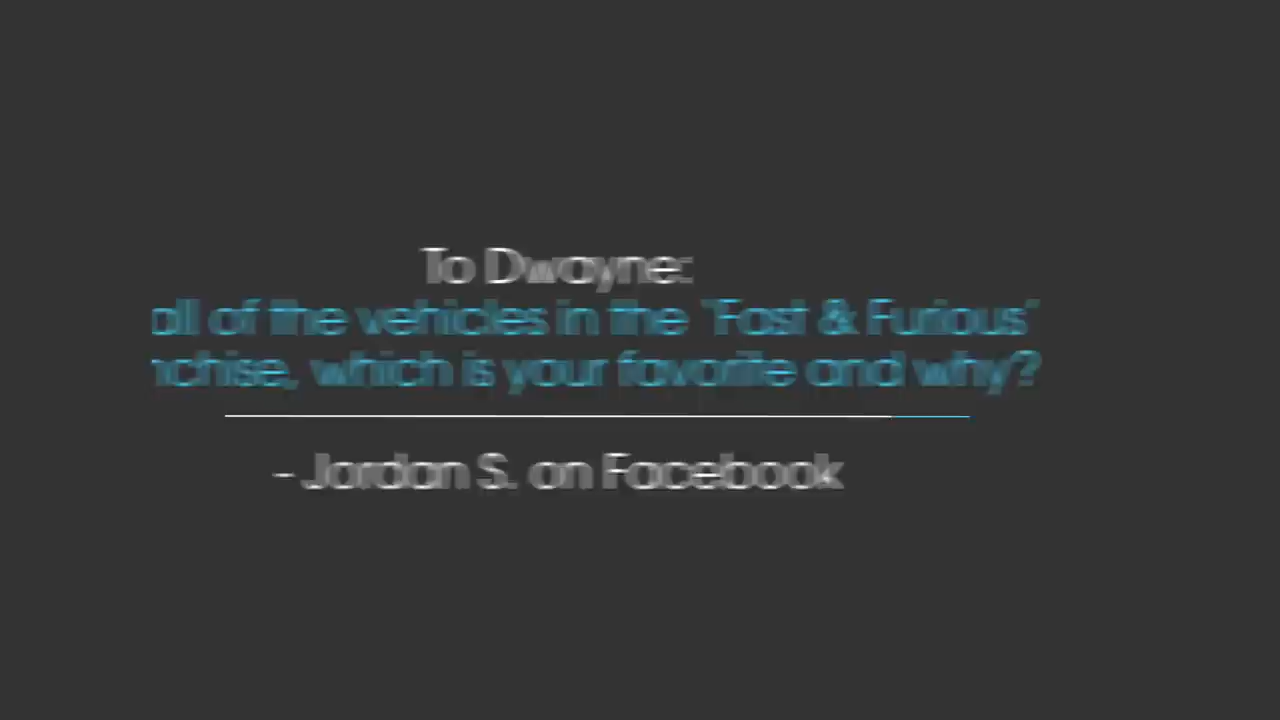 To Dwayne:
all of the vehicles in the "Fast & Furious"
nchise, which is your favorite and why?
- Jordan S. on Facebook